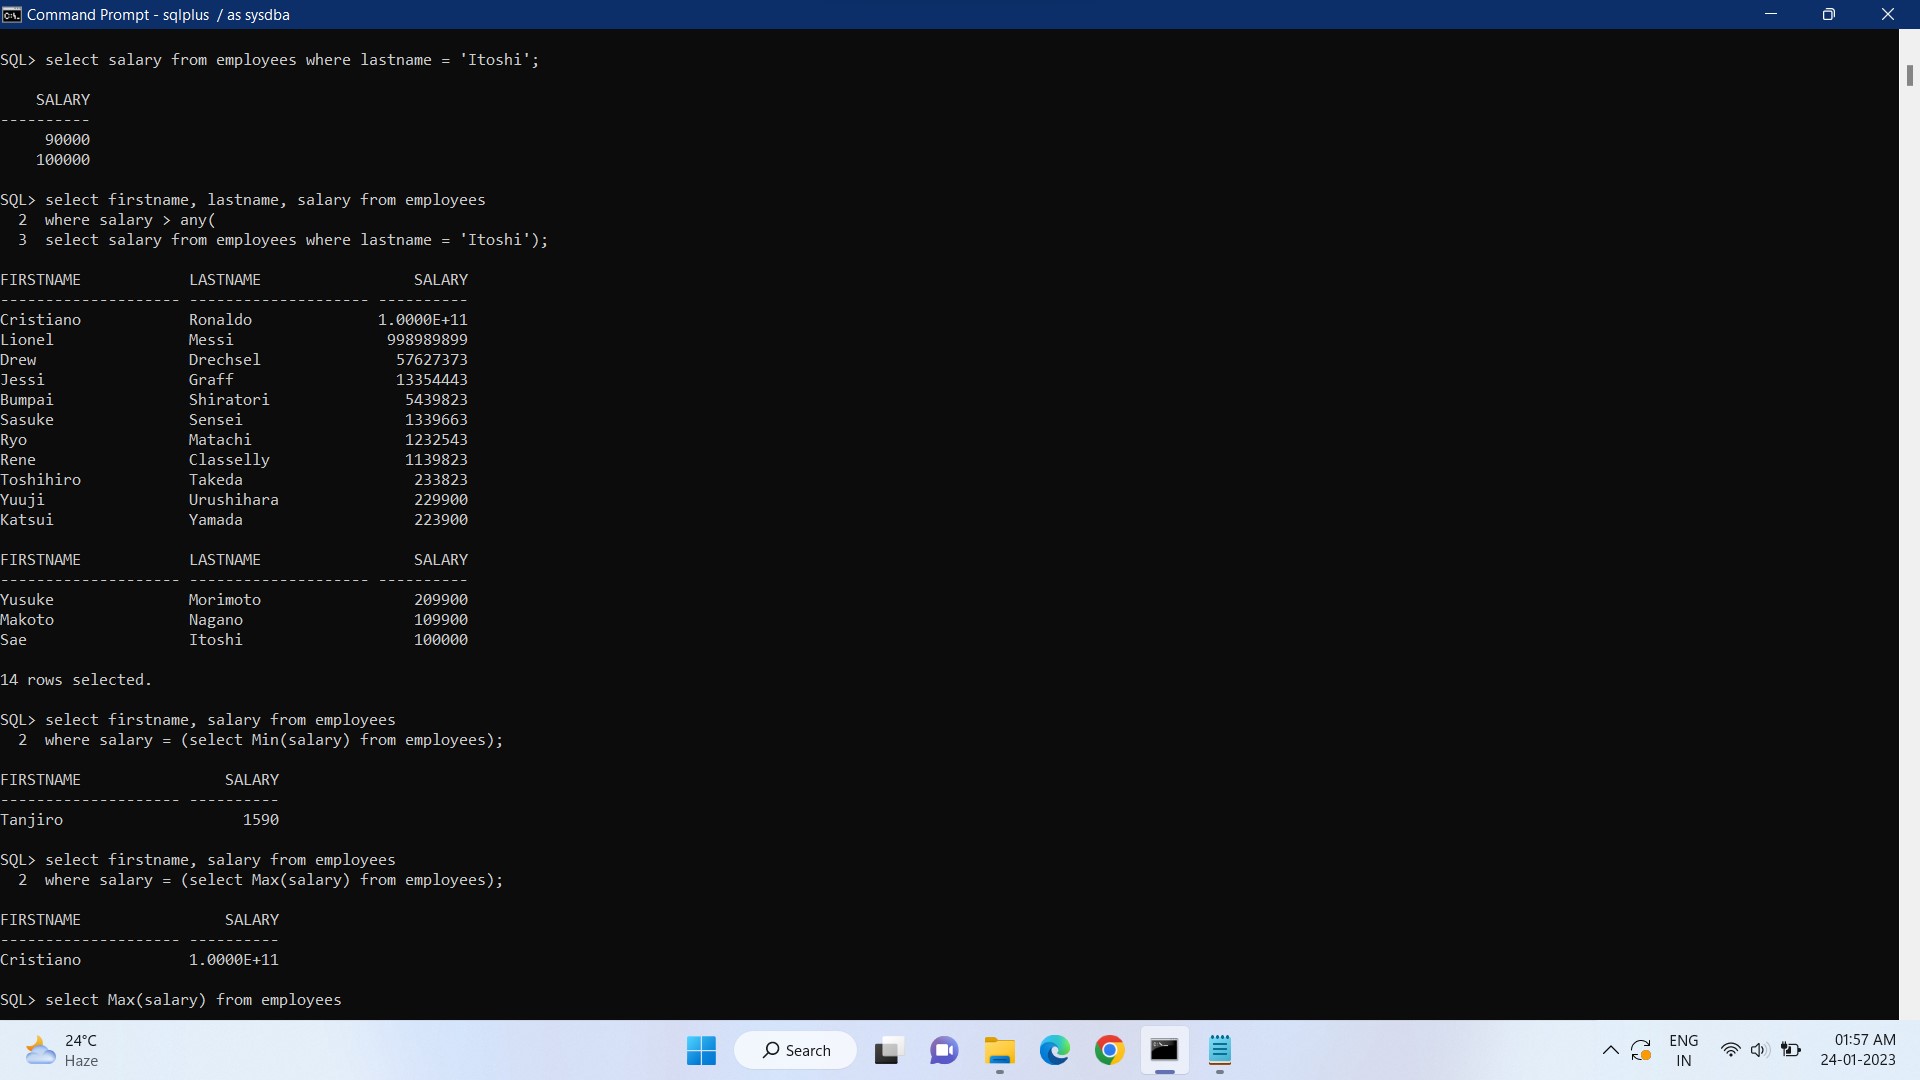 Command Prompt - sqlplus  / as sysdba
SQL> select salary from employees where lastname = 'Itoshi';
    SALARY
----------
     90000
    100000
SQL> select firstname, lastname, salary from employees
  2  where salary > any(
  3  select salary from employees where lastname = 'Itoshi');
FIRSTNAME            LASTNAME                 SALARY
-------------------- -------------------- ----------
Cristiano            Ronaldo              1.0000E+11
Lionel               Messi                 998989899
Drew                 Drechsel               57627373
Jessi                Graff                  13354443
Bumpai               Shiratori               5439823
Sasuke               Sensei                  1339663
Ryo                  Matachi                 1232543
Rene                 Classelly               1139823
Toshihiro            Takeda                   233823
Yuuji                Urushihara               229900
Katsui               Yamada                   223900
FIRSTNAME            LASTNAME                 SALARY
-------------------- -------------------- ----------
Yusuke               Morimoto                 209900
Makoto               Nagano                   109900
Sae                  Itoshi                   100000
14 rows selected.
SQL> select firstname, salary from employees
  2  where salary = (select Min(salary) from employees);
FIRSTNAME                SALARY
-------------------- ----------
Tanjiro                    1590
SQL> select firstname, salary from employees
  2  where salary = (select Max(salary) from employees);
FIRSTNAME                SALARY
-------------------- ----------
Cristiano            1.0000E+11
SQL> select Max(salary) from employees
24°C
Haze
Search
ENG
IN
01:57 AM
24-01-2023